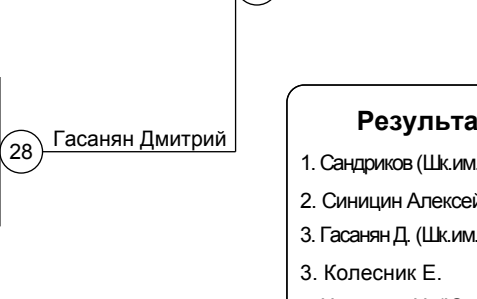 Гасанян Дмитрий
28
Результа
1. Сандриков (Шк.им.
2. Синицин Алексей
3. Гасанян Д. (Шк.им.
3. Колесник Е.